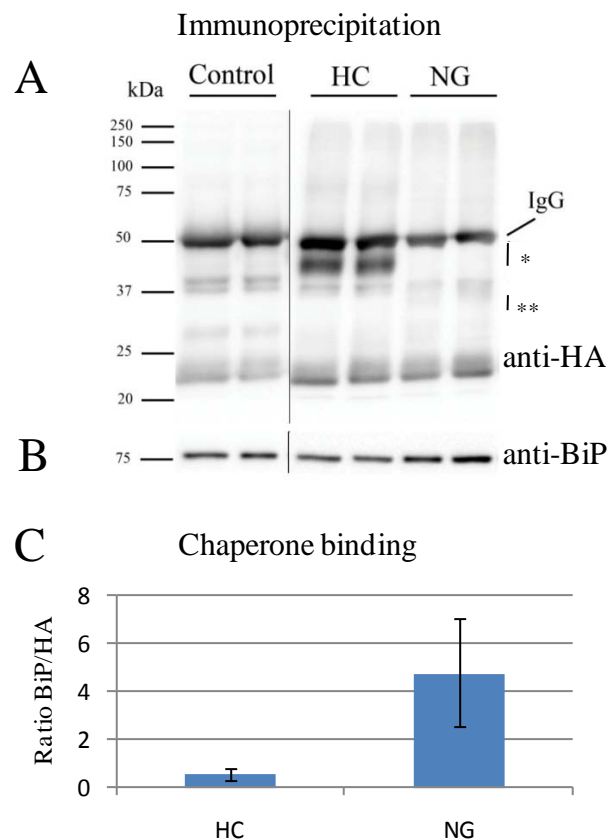 Immunoprecipitation
A
kDa
Control HC NG
250
150
100
75
50
37
25
20
IgG
*
**
anti-HA
B
75
anti-BiP
C
Chaperone binding
Ratio BiP/HA
8
6
4
2
0
HC NG